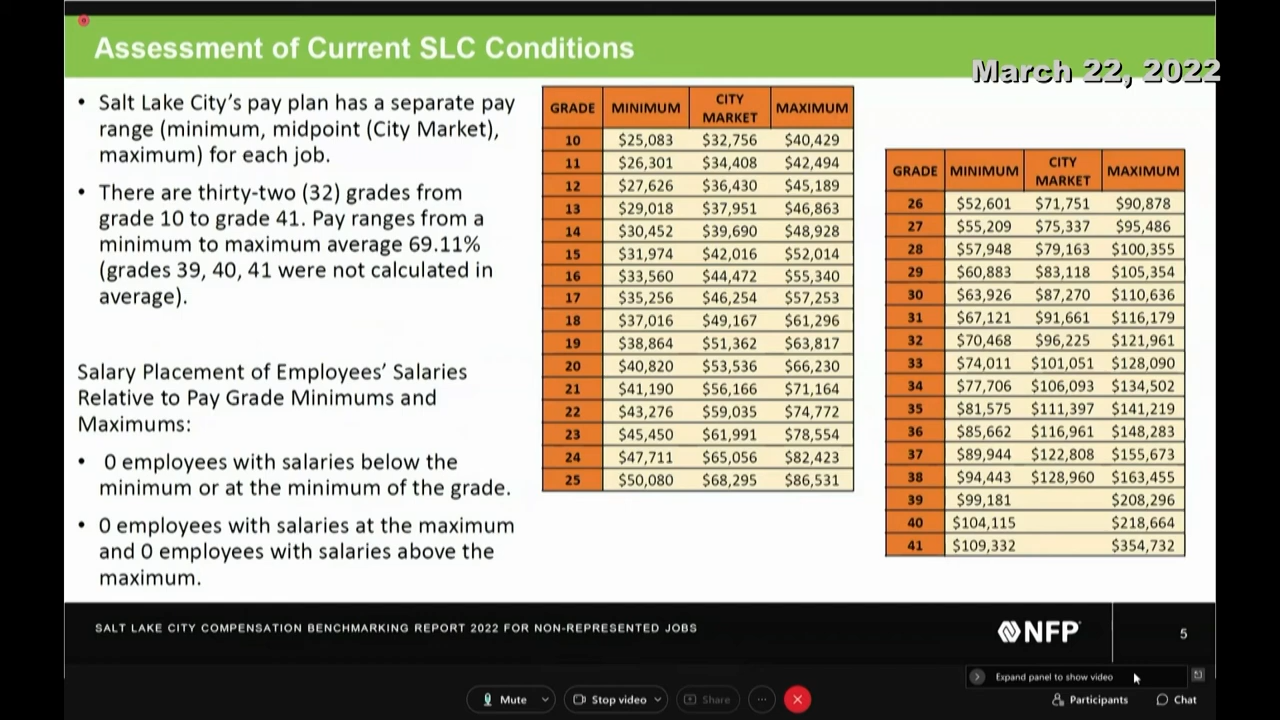 Assessment of Current SLC Conditions
March 22, 2022
• Salt Lake City's pay plan has a separate pay
range (minimum, midpoint (City Market),
maximum) for each job.
• There are thirty-two (32) grades from
grade 10 to grade 41. Pay ranges from a
minimum to maximum average 69.11%
(grades 39, 40, 41 were not calculated in
average).
Salary Placement of Employees' Salaries
Relative to Pay Grade Minimums and
Maximums:
• 0 employees with salaries below the
minimum or at the minimum of the grade.
• 0 employees with salaries at the maximum
and 0 employees with salaries above the
maximum.
GRADE MINIMUM CITY MARKET MAXIMUM
10 $25,083 $32,756 $40,429
11 $26,301 $34,408 $42,494
12 $27,626 $36,430 $45,189
13 $29,018 $37,951 $46,863
14 $30,452 $39,690 $48,928
15 $31,974 $42,016 $52,014
16 $33,560 $44,472 $55,340
17 $35,256 $46,254 $57,253
18 $37,016 $49,167 $61,296
19 $38,864 $51,362 $63,817
20 $40,820 $53,536 $66,230
21 $41,190 $56,166 $71,164
22 $43,276 $59,035 $74,772
23 $45,450 $61,991 $78,554
24 $47,711 $65,056 $82,423
25 $50,080 $68,295 $86,531
GRADE MINIMUM CITY MARKET MAXIMUM
26 $52,601 $71,751 $90,878
27 $55,209 $75,337 $95,486
28 $57,948 $79,163 $100,355
29 $60,883 $83,118 $105,354
30 $63,926 $87,270 $110,636
31 $67,121 $91,661 $116,179
32 $70,468 $96,225 $121,961
33 $74,011 $101,051 $128,090
34 $77,706 $106,093 $134,502
35 $81,575 $111,397 $141,219
36 $85,662 $116,961 $148,283
37 $89,944 $122,808 $155,673
38 $94,443 $128,960 $163,455
39 $99,181 $208,296
40 $104,115 $218,664
41 $109,332 $354,732
SALT LAKE CITY COMPENSATION BENCHMARKING REPORT 2022 FOR NON-REPRESENTED JOBS
NFP
5
Expand panel to show video
Mute
Stop video
Share
Participants
Chat